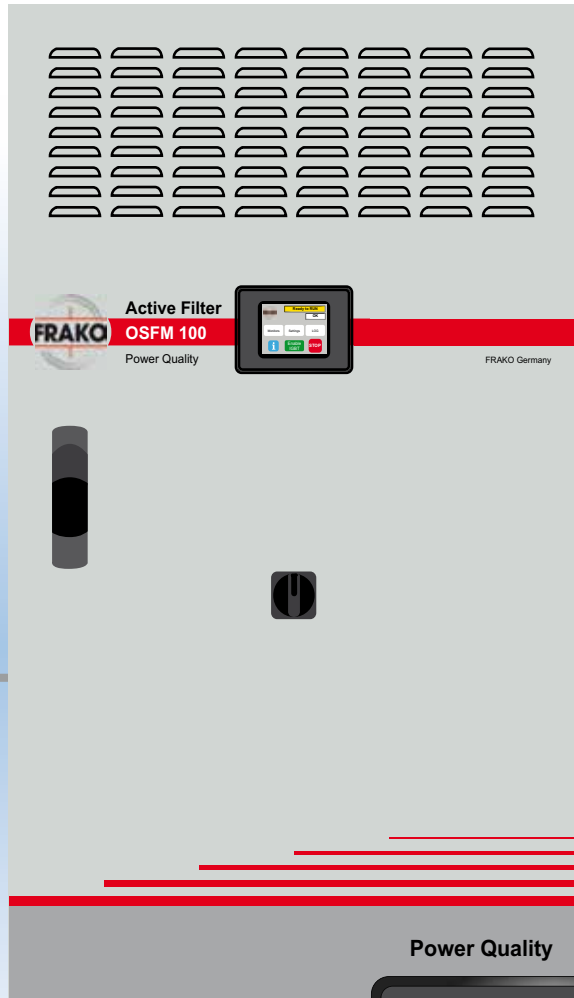 Active Filter
FRAKO
OSFM 100
Power Quality
Ready to RUN
OK
Monitors Settings LOG
i Enable IGBT STOP
FRAKO Germany
Power Quality